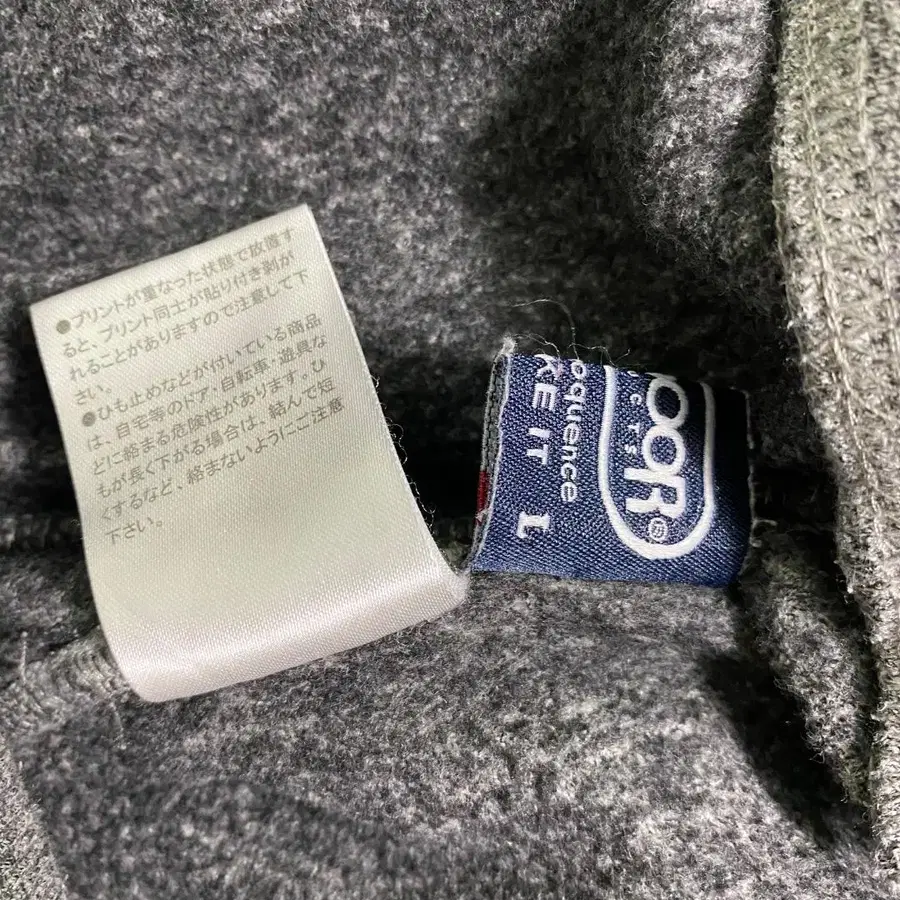 ●プリントが重なった状態で放置す
ると、プリント同士が貼り付き剥が
れることがありますので注意して下
さい。
●ひも止めなどが付いている商品
は、自宅等のドア・自転車・遊具な
どに絡まる危険性があります。ひ
もが長く下がる場合は、結んで短
くするなど、絡まないようにご注意
下さい。
oqR®
CTS
oquence
KE IT L